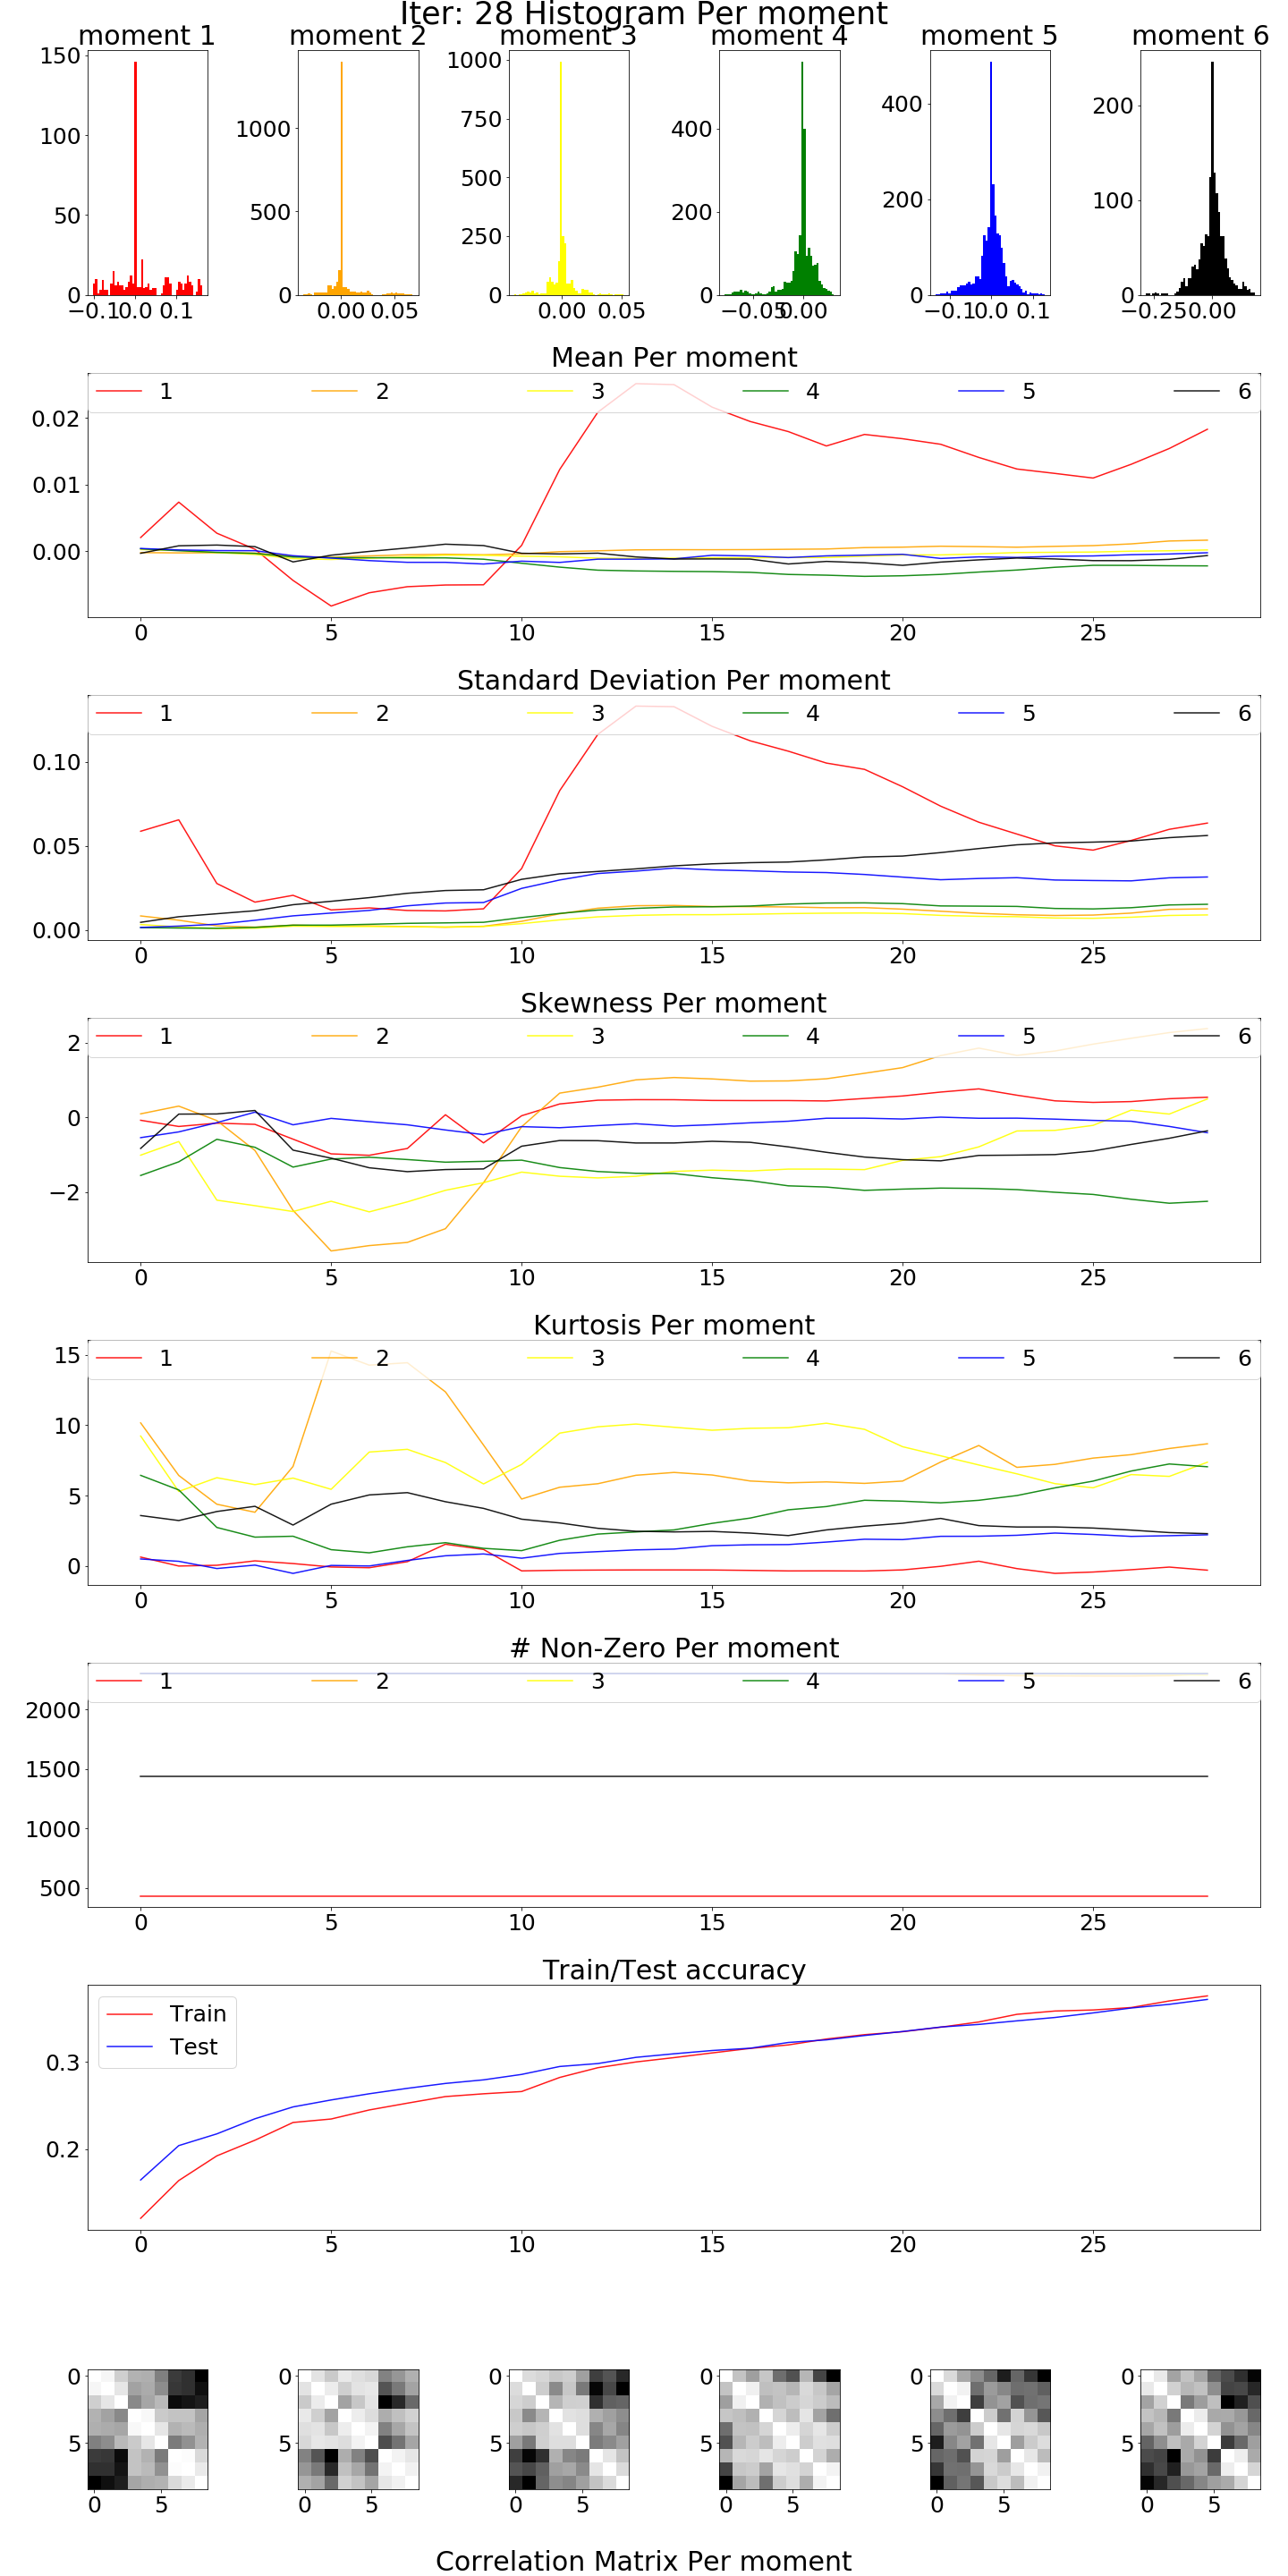 Iter: 28 Histogram Per moment
moment 1 moment 2 moment 3 moment 4 moment 5 moment 6
150
100
50
0
−0.1 0.0 0.1
1000
500
0
0.00 0.05
1000
750
500
250
0
0.00 0.05
400
200
0
−0.05 0.00
400
200
0
−0.1 0.0 0.1
200
100
0
−0.25 0.00
Mean Per moment
1 2 3 4 5 6
0.02
0.01
0.00
0 5 10 15 20 25
Standard Deviation Per moment
1 2 3 4 5 6
0.10
0.05
0.00
0 5 10 15 20 25
Skewness Per moment
1 2 3 4 5 6
2
0
−2
0 5 10 15 20 25
Kurtosis Per moment
1 2 3 4 5 6
15
10
5
0
0 5 10 15 20 25
# Non-Zero Per moment
1 2 3 4 5 6
2000
1500
1000
500
0 5 10 15 20 25
Train/Test accuracy
Train
Test
0.3
0.2
0 5 10 15 20 25
0 0 0 0 0 0
5 5 5 5 5 5
0 5 0 5 0 5 0 5 0 5 0 5
Correlation Matrix Per moment